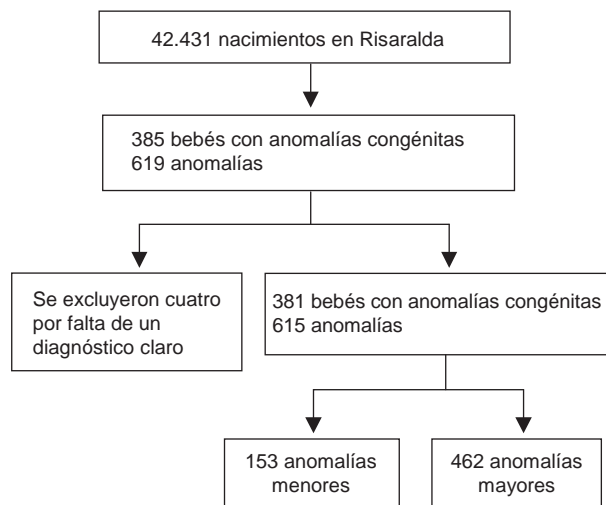 42.431 nacimientos en Risaralda
385 bebés con anomalías congénitas
619 anomalías
Se excluyeron cuatro
por falta de un
diagnóstico claro
381 bebés con anomalías congénitas
615 anomalías
153 anomalías
menores
462 anomalías
mayores